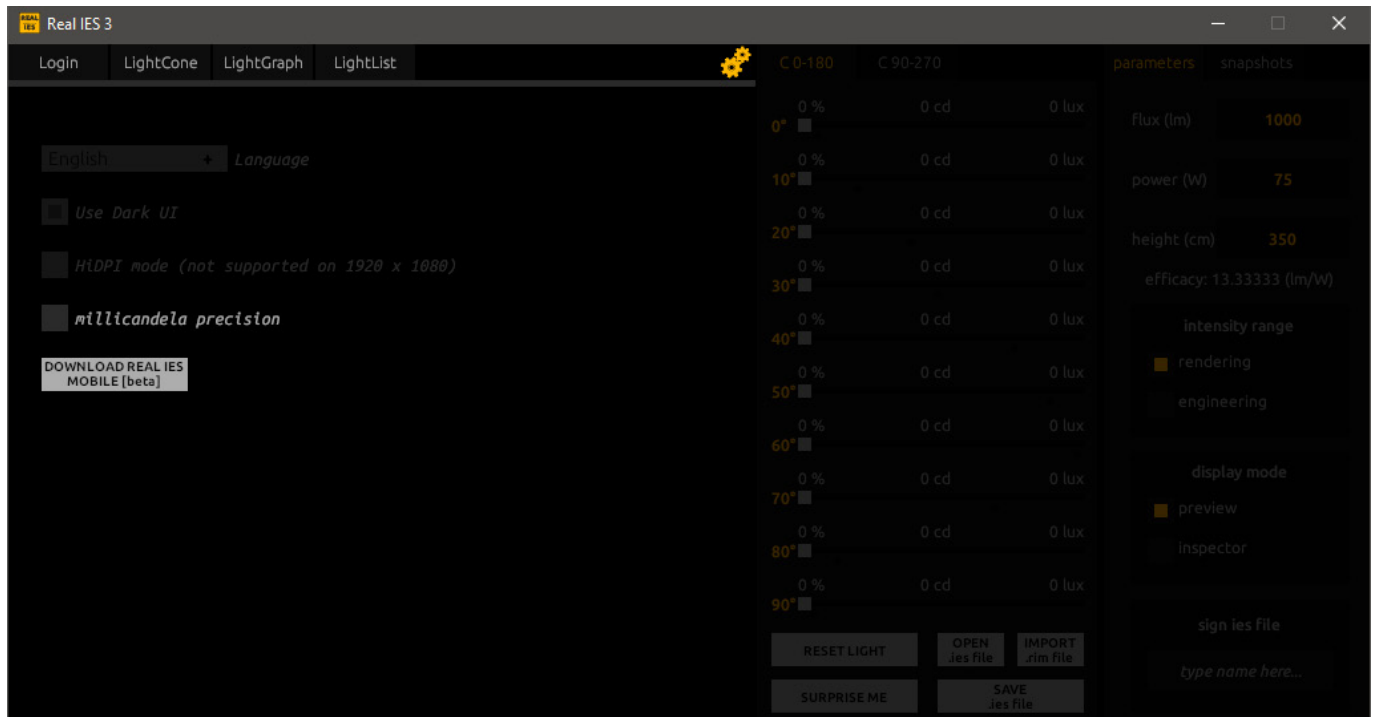 REAL IES Real IES 3
Login LightCone LightGraph LightList
English + Language
Use Dark UI
HiDPI mode (not supported on 1920 x 1080)
millicandela precision
DOWNLOAD REAL IES
MOBILE [beta]
C 0-180 C 90-270
0 % 0 cd 0 lux
0°
0 % 0 cd 0 lux
10°
0 % 0 cd 0 lux
20°
0 % 0 cd 0 lux
30°
0 % 0 cd 0 lux
40°
0 % 0 cd 0 lux
50°
0 % 0 cd 0 lux
60°
0 % 0 cd 0 lux
70°
0 % 0 cd 0 lux
80°
0 % 0 cd 0 lux
90°
RESET LIGHT
OPEN
.ies file
IMPORT
.rim file
SURPRISE ME
SAVE
.ies file
parameters snapshots
flux (lm) 1000
power (W) 75
height (cm) 350
efficacy: 13.33333 (lm/W)
intensity range
rendering
engineering
display mode
preview
inspector
sign ies file
type name here...